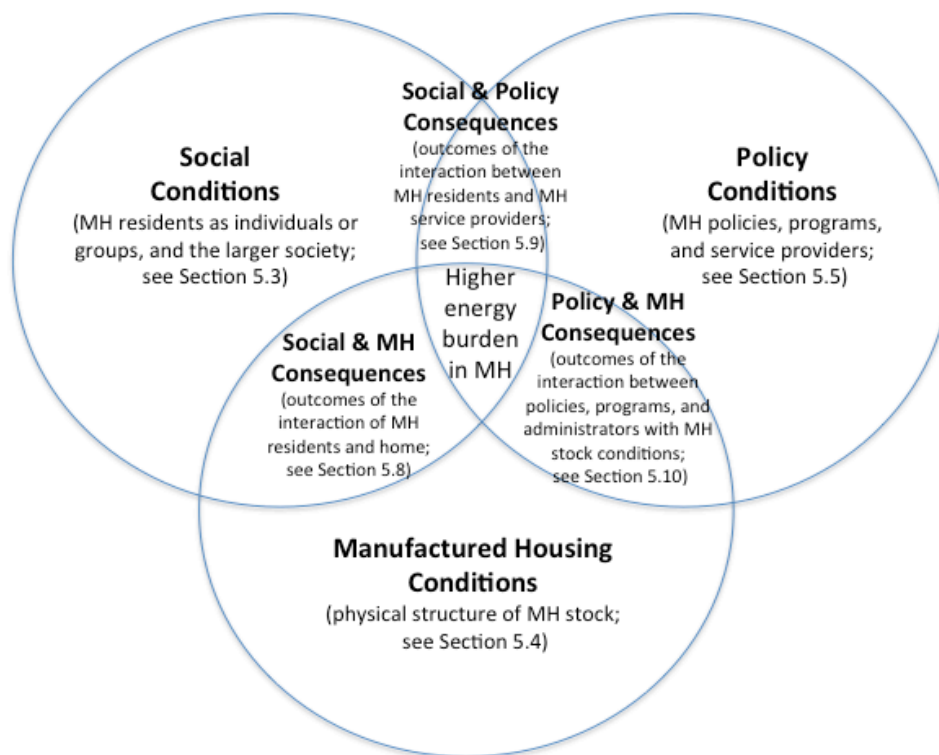 Social & Policy
Consequences
(outcomes of the
interaction between
MH residents and MH
service providers;
see Section 5.9)
Social
Conditions
(MH residents as individuals or
groups, and the larger society;
see Section 5.3)
Policy
Conditions
(MH policies, programs,
and service providers;
see Section 5.5)
Higher
energy
burden
in MH
Social & MH
Consequences
(outcomes of the
interaction of MH
residents and home;
see Section 5.8)
Policy & MH
Consequences
(outcomes of the
interaction between
policies, programs, and
administrators with MH
stock conditions;
see Section 5.10)
Manufactured Housing
Conditions
(physical structure of MH stock;
see Section 5.4)